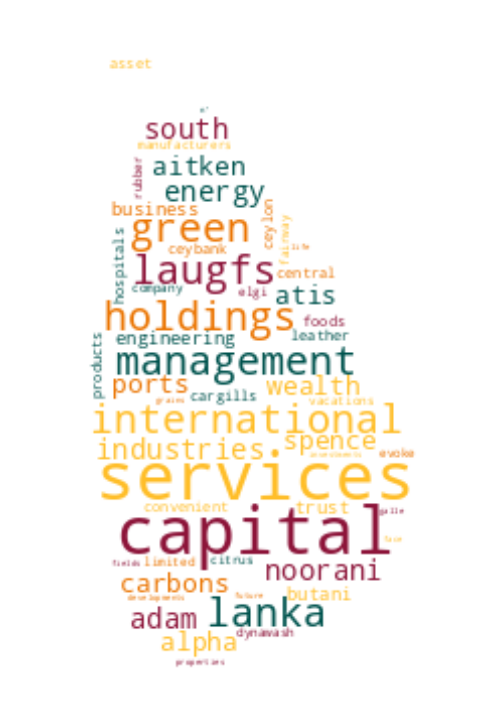 asset
south
manufacturers
rubber
aitken
energy
business
green
ceylon
fairway
life
ceybank
hospitals
laugfs
central
company
elgi
atis
holdings
foods
engineering
leather
products
management
ports
wealth
cargills
grains
vacations
international
industries
spence
investments
evoke
services
convenient
trust
galle
capital
face
fields
limited
citrus
noorani
carbons
developments
future
butani
adam
lanka
dynawash
alpha
properties